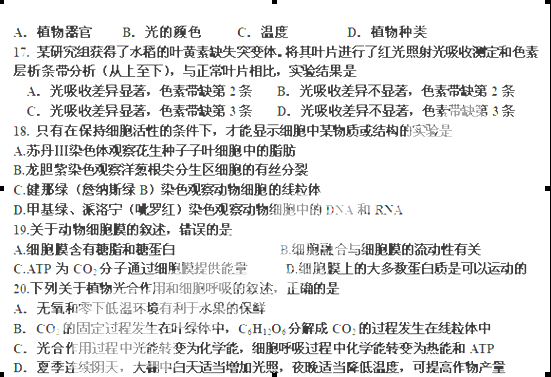 A．植物器官 B．光的颜色 C．温度 D．植物种类
17．某研究组获得了水稻的叶黄素缺失突变体。将其叶片进行了红光照射光吸收测定和色素
层析条带分析（从上至下），与正常叶片相比，实验结果是
A．光吸收差异显著，色素带缺第 2 条 B．光吸收差异不显著，色素带缺第 2 条
C．光吸收差异显著，色素带缺第 3 条 D．光吸收差异不显著，色素带缺第 3 条
18．只有在保持细胞活性的条件下，才能显示细胞中某物质或结构的实验是
A.苏丹III染色体观察花生种子子叶细胞中的脂肪
B.龙胆紫染色观察洋葱根尖分生区细胞的有丝分裂
C.健那绿（詹纳斯绿 B）染色观察动物细胞的线粒体
D.甲基绿、派洛宁（吡罗红）染色观察动物细胞中的 DNA 和 RNA
19.关于动物细胞膜的叙述，错误的是
A.细胞膜含有糖脂和糖蛋白 B.细胞融合与细胞膜的流动性有关
C.ATP 为 CO₂ 分子通过细胞膜提供能量 D.细胞膜上的大多数蛋白质是可以运动的
20.下列关于植物光合作用和细胞呼吸的叙述，正确的是
A．无氧和零下低温环境有利于水果的保鲜
B．CO₂ 的固定过程发生在叶绿体中，C₆H₁₂O₆ 分解成 CO₂ 的过程发生在线粒体中
C．光合作用过程中光能转变为化学能，细胞呼吸过程中化学能转变为热能和 ATP
D．夏季连续阴天，大棚中白天适当增加光照，夜晚适当降低温度，可提高作物产量